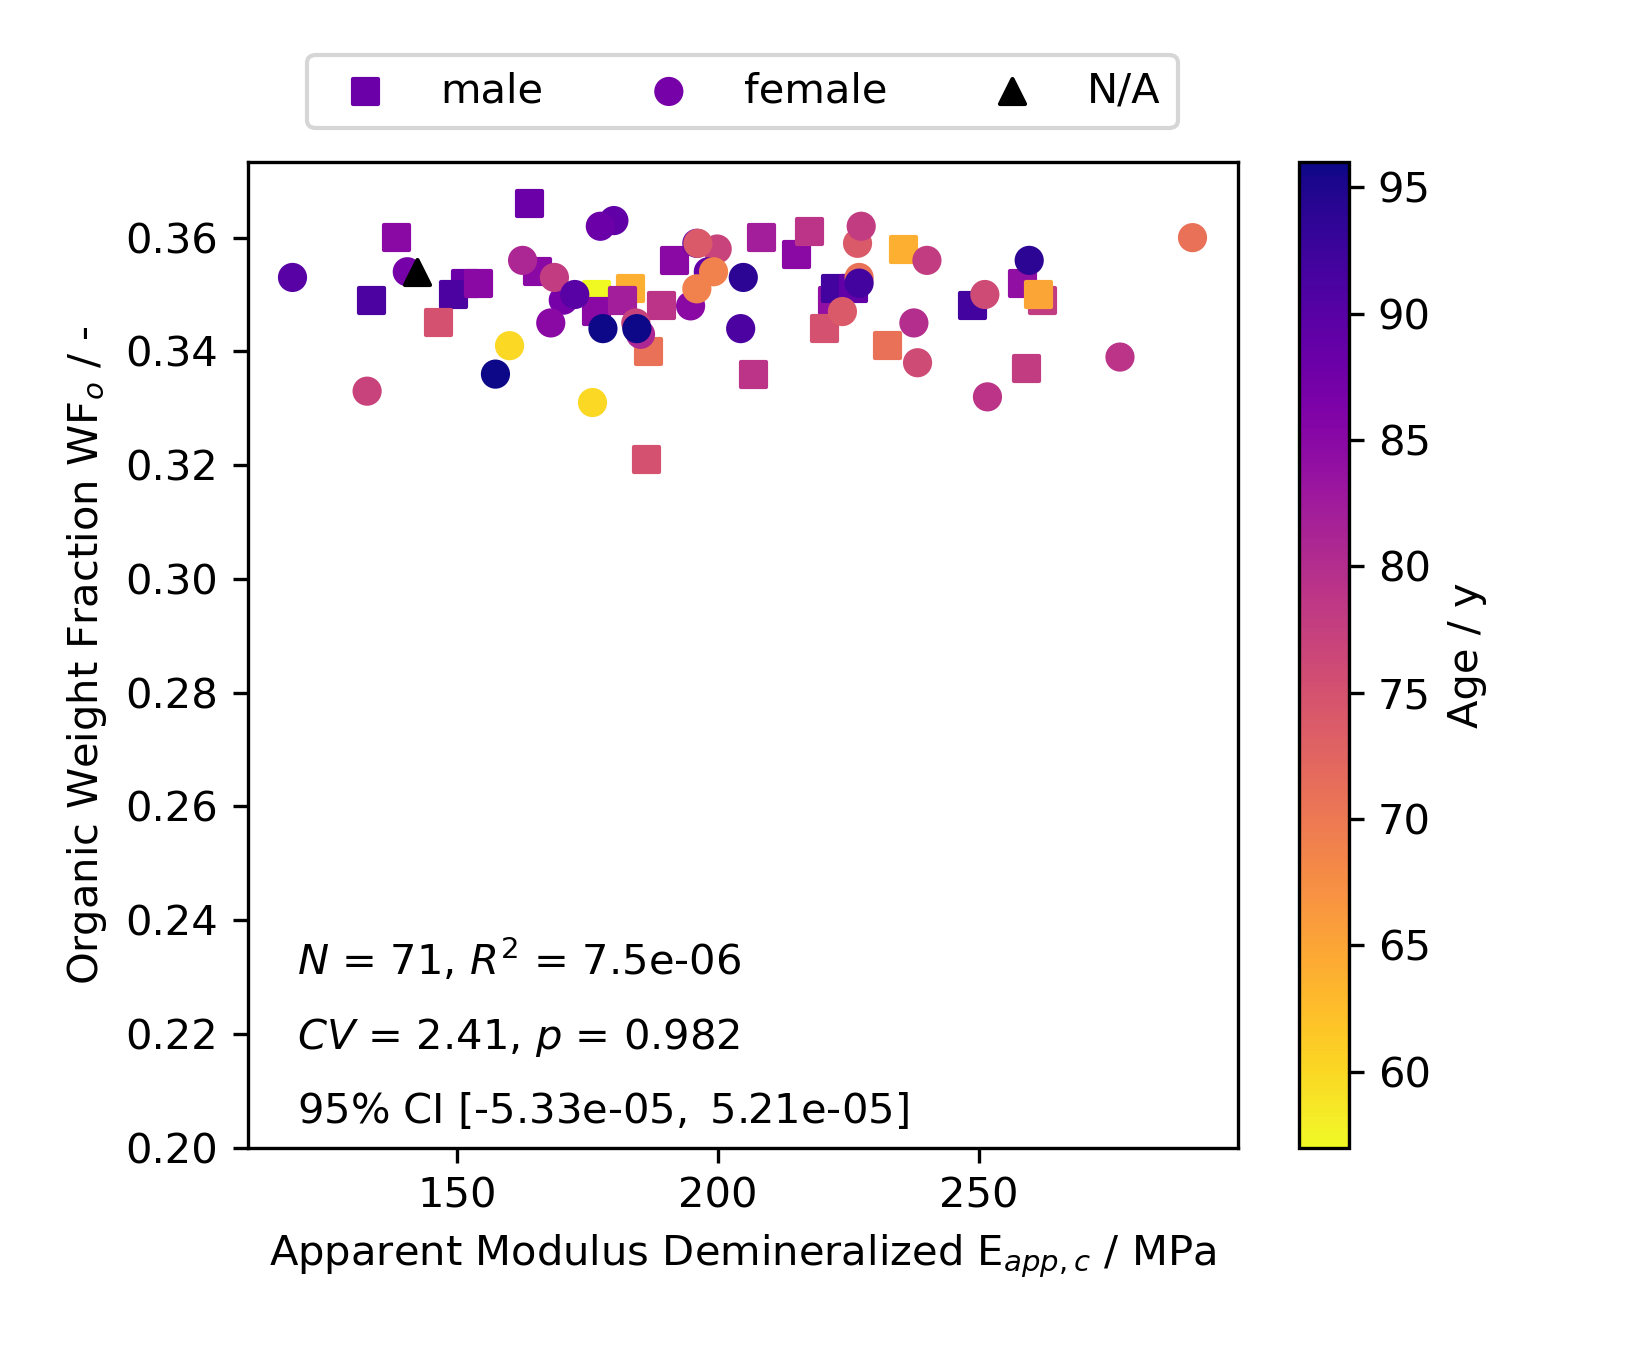 male female N/A
Organic Weight Fraction WFₒ / -
0.36
0.34
0.32
0.30
0.28
0.26
0.24
0.22
0.20
N = 71, R² = 7.5e-06
CV = 2.41, p = 0.982
95% CI [-5.33e-05, 5.21e-05]
150 200 250
Apparent Modulus Demineralized E_app,c / MPa
95
90
85
80
75
70
65
60
Age / y